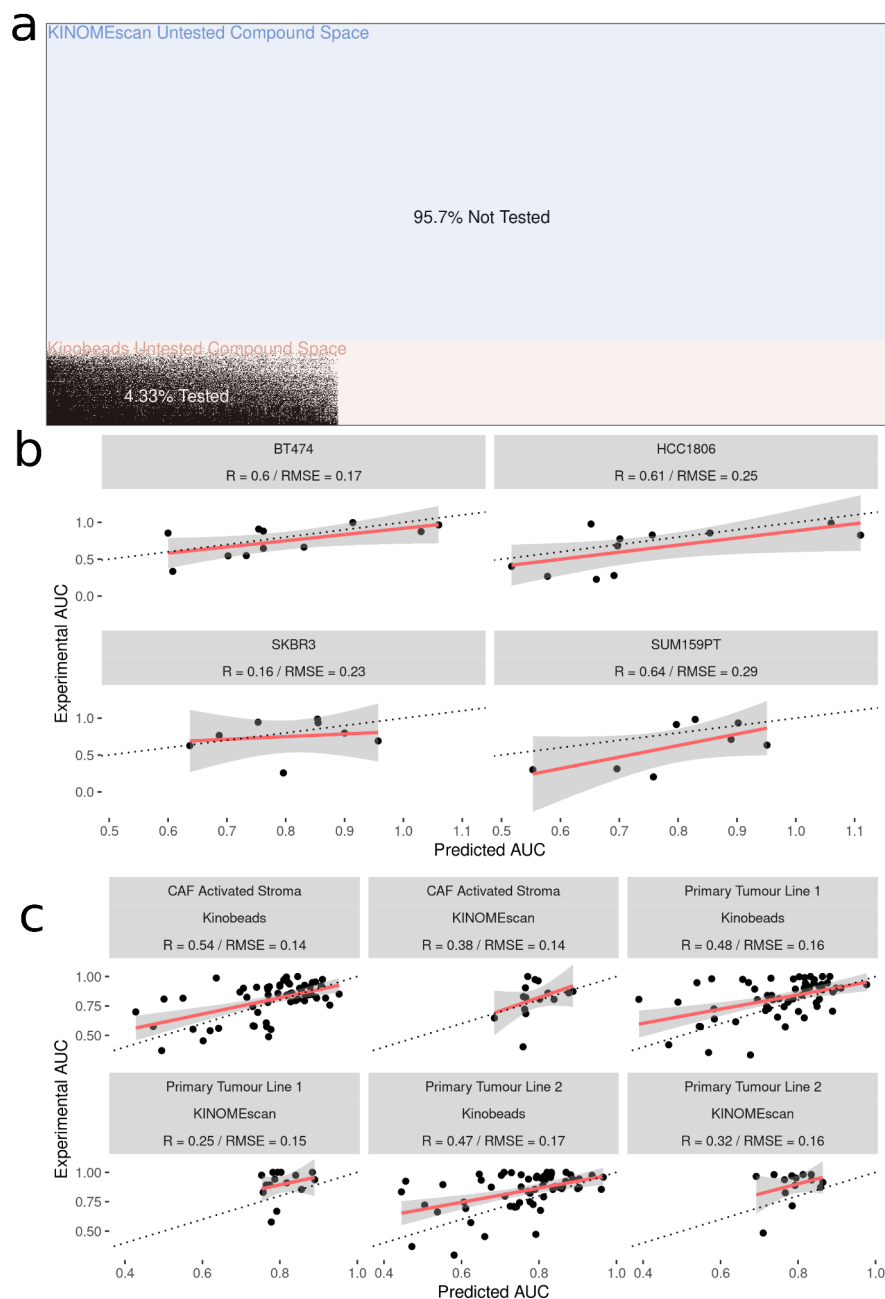 a
KINOMEscan Untested Compound Space
95.7% Not Tested
Kinobeads Untested Compound Space
4.33% Tested
b
BT474
R = 0.6 / RMSE = 0.17
HCC1806
R = 0.61 / RMSE = 0.25
1.0
0.5
0.0
SKBR3
R = 0.16 / RMSE = 0.23
SUM159PT
R = 0.64 / RMSE = 0.29
1.0
0.5
0.0
Experimental AUC
0.5 0.6 0.7 0.8 0.9 1.0 1.1 0.5 0.6 0.7 0.8 0.9 1.0 1.1
Predicted AUC
c
CAF Activated Stroma
Kinobeads
R = 0.54 / RMSE = 0.14
CAF Activated Stroma
KINOMEscan
R = 0.38 / RMSE = 0.14
Primary Tumour Line 1
Kinobeads
R = 0.48 / RMSE = 0.16
1.00
0.75
0.50
Primary Tumour Line 1
KINOMEscan
R = 0.25 / RMSE = 0.15
Primary Tumour Line 2
Kinobeads
R = 0.47 / RMSE = 0.17
Primary Tumour Line 2
KINOMEscan
R = 0.32 / RMSE = 0.16
1.00
0.75
0.50
Experimental AUC
0.4 0.6 0.8 1.0 0.4 0.6 0.8 1.0 0.4 0.6 0.8 1.0
Predicted AUC